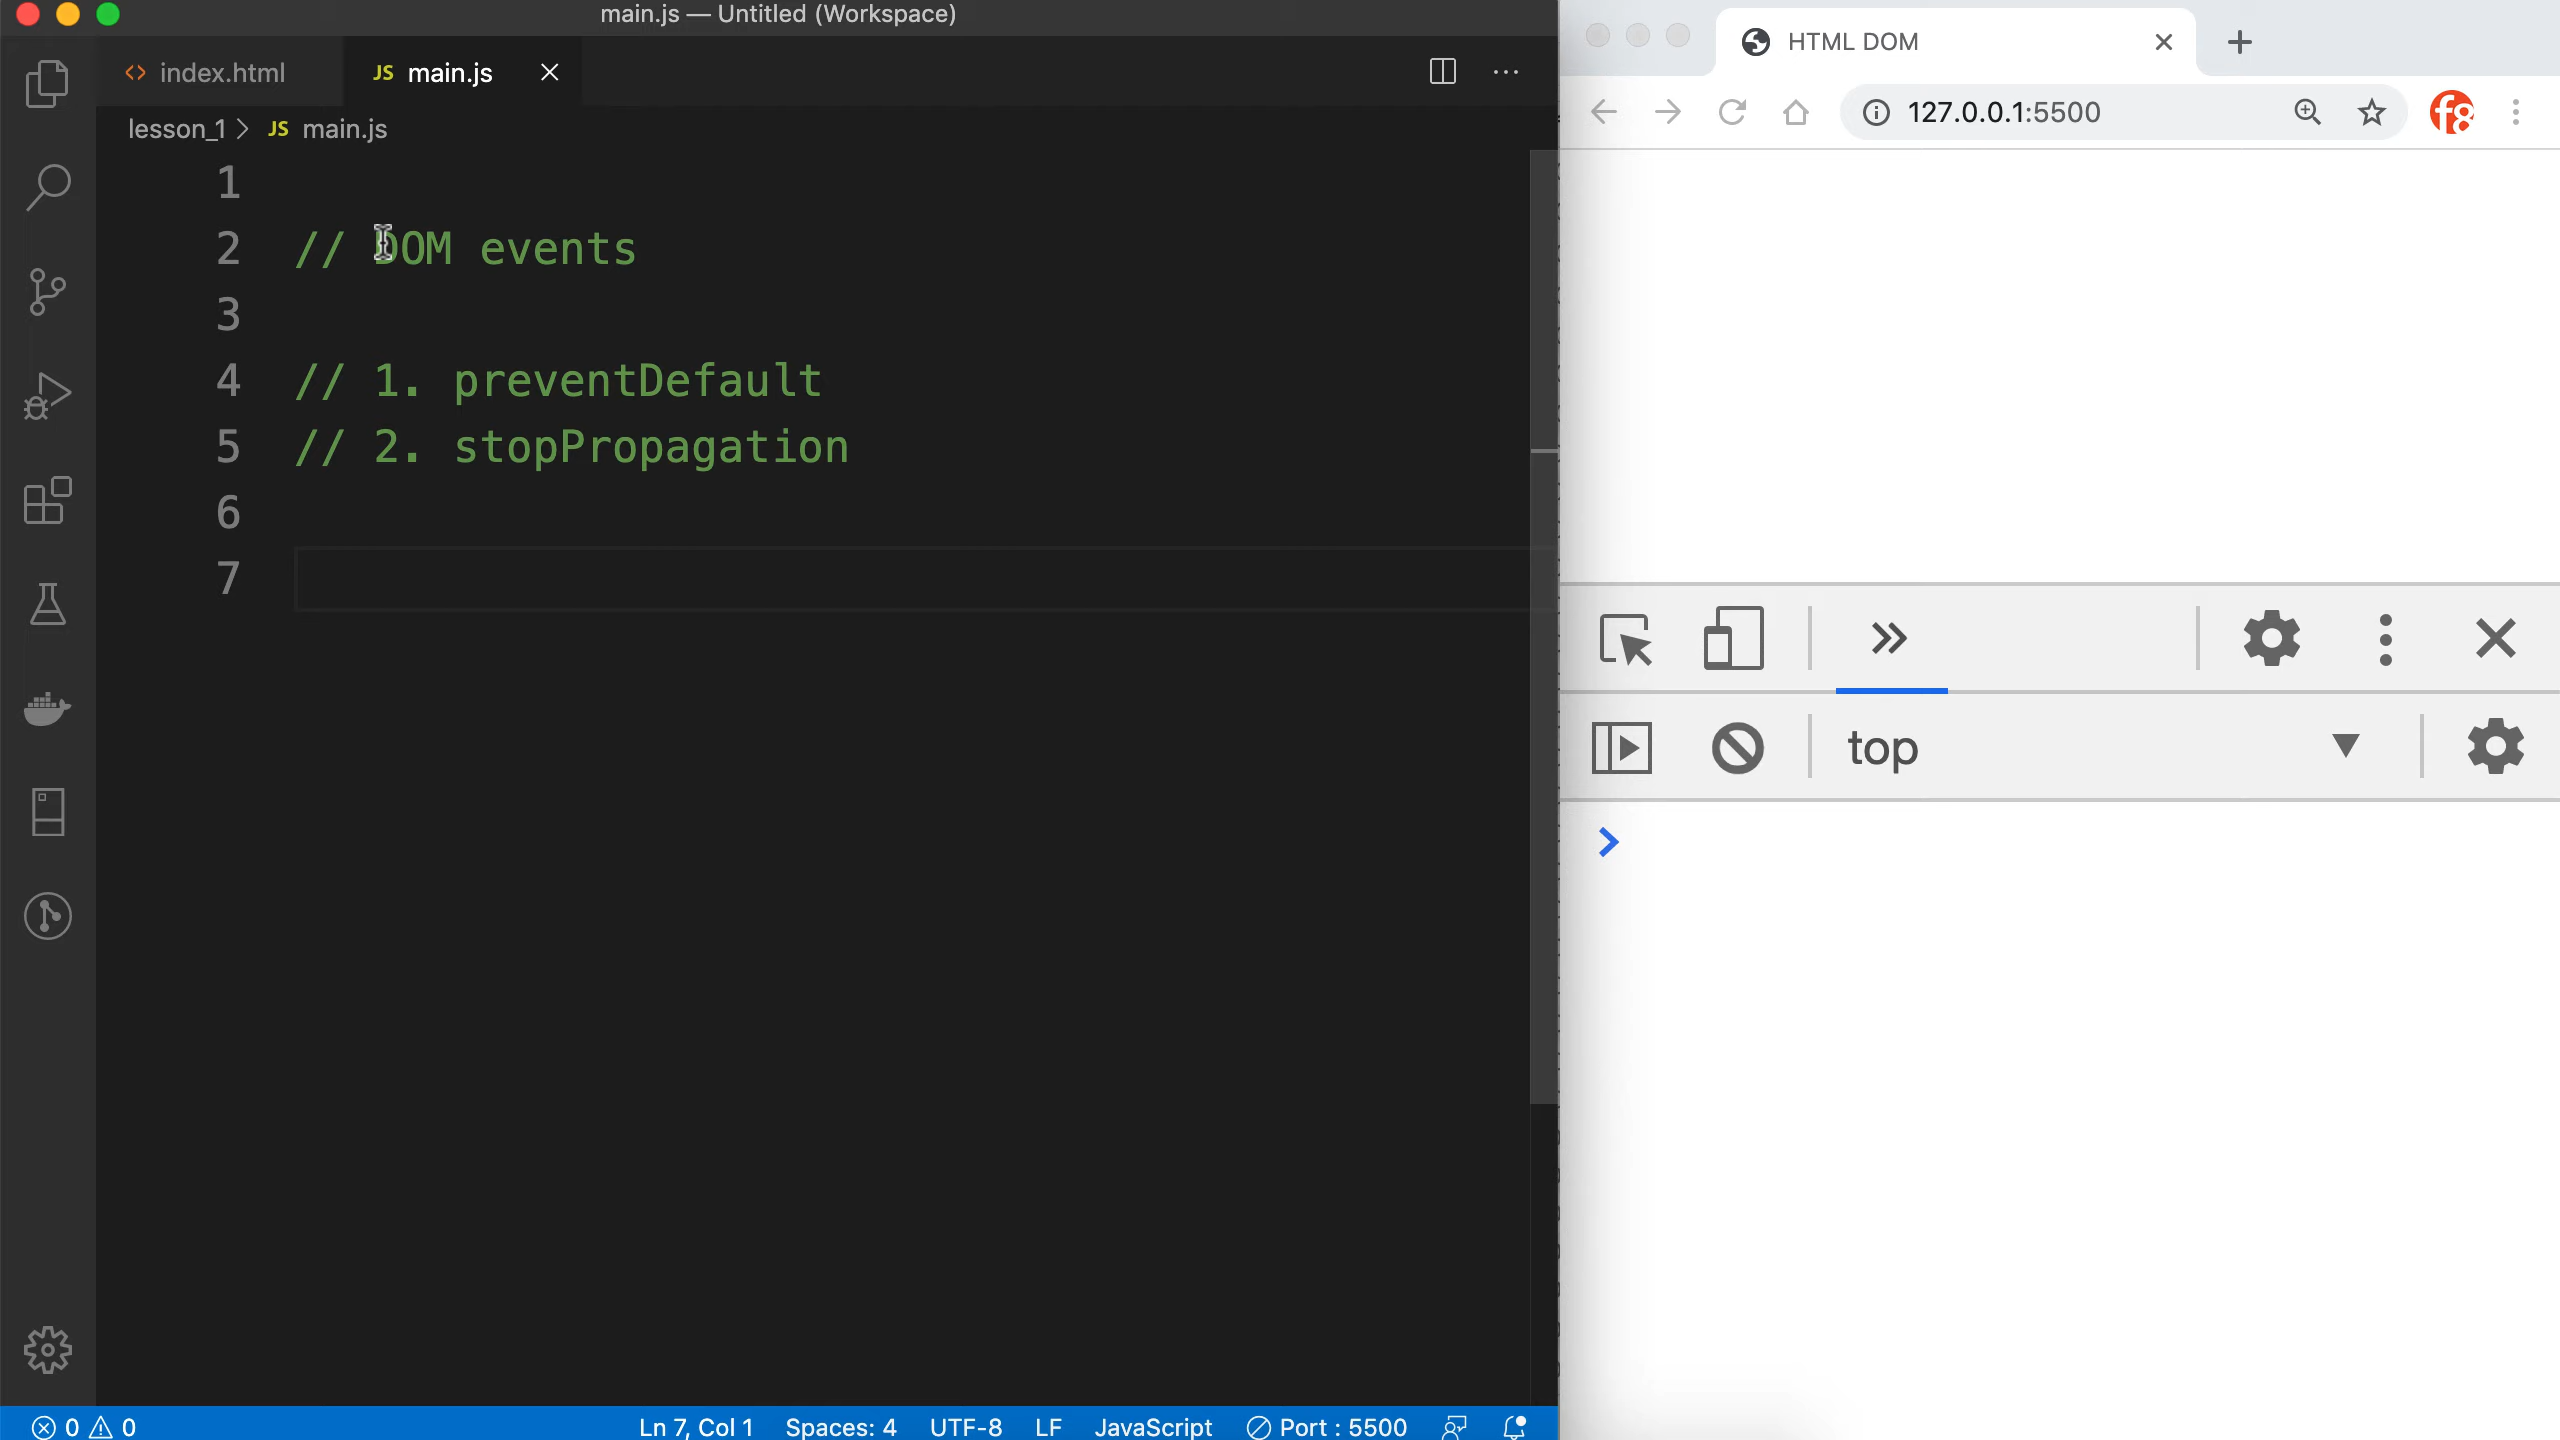 main.js — Untitled (Workspace)
index.html
JS main.js
lesson_1 > JS main.js
1
2 // DOM events
3
4 // 1. preventDefault
5 // 2. stopPropagation
6
7
0 0 Ln 7, Col 1 Spaces: 4 UTF-8 LF JavaScript Port : 5500
HTML DOM
127.0.0.1:5500
f8
top